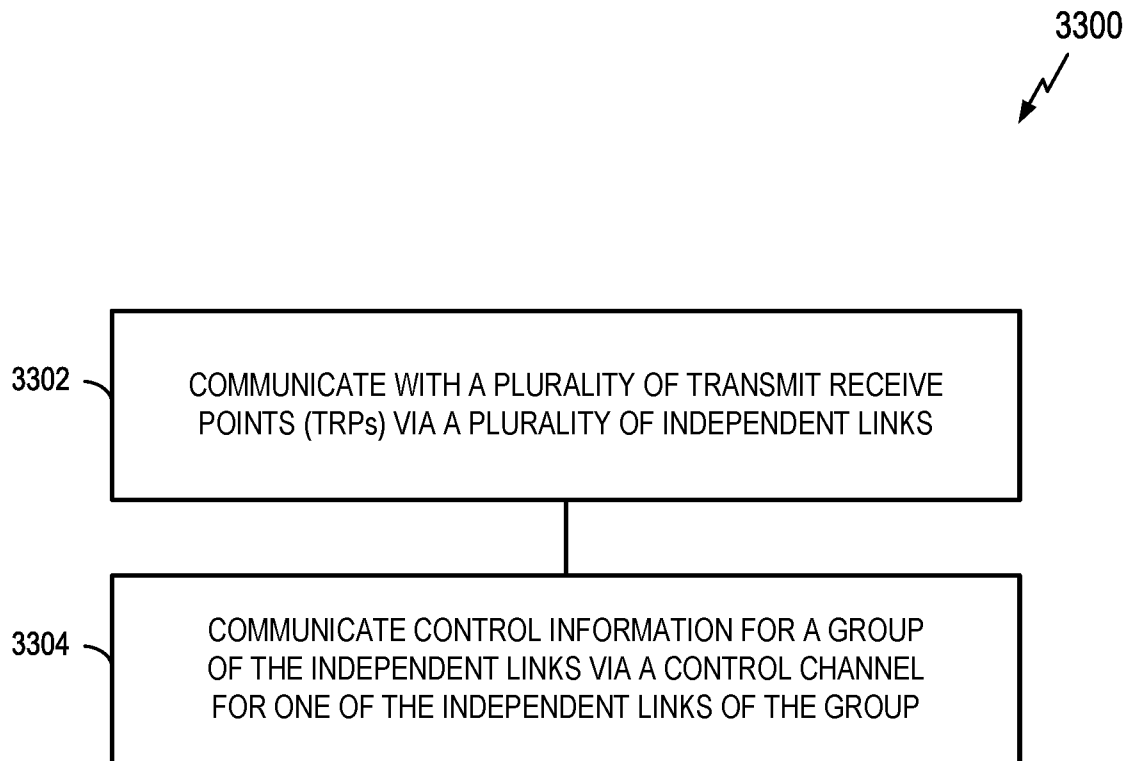 3300
3302
COMMUNICATE WITH A PLURALITY OF TRANSMIT RECEIVE
POINTS (TRPs) VIA A PLURALITY OF INDEPENDENT LINKS
3304
COMMUNICATE CONTROL INFORMATION FOR A GROUP
OF THE INDEPENDENT LINKS VIA A CONTROL CHANNEL
FOR ONE OF THE INDEPENDENT LINKS OF THE GROUP